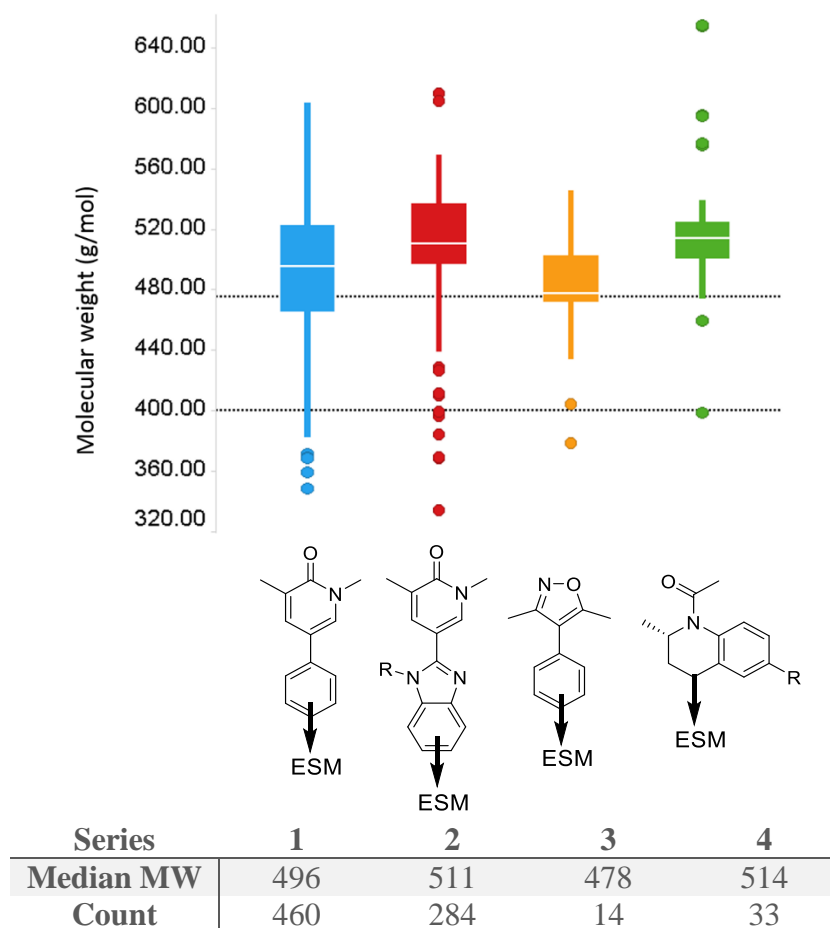 640.00
600.00
560.00
520.00
480.00
440.00
400.00
360.00
320.00
Molecular weight (g/mol)
O
N
ESM
O
N
R
N
N
ESM
N
O
ESM
O
N
R
ESM
Series 1 2 3 4
Median MW 496 511 478 514
Count 460 284 14 33